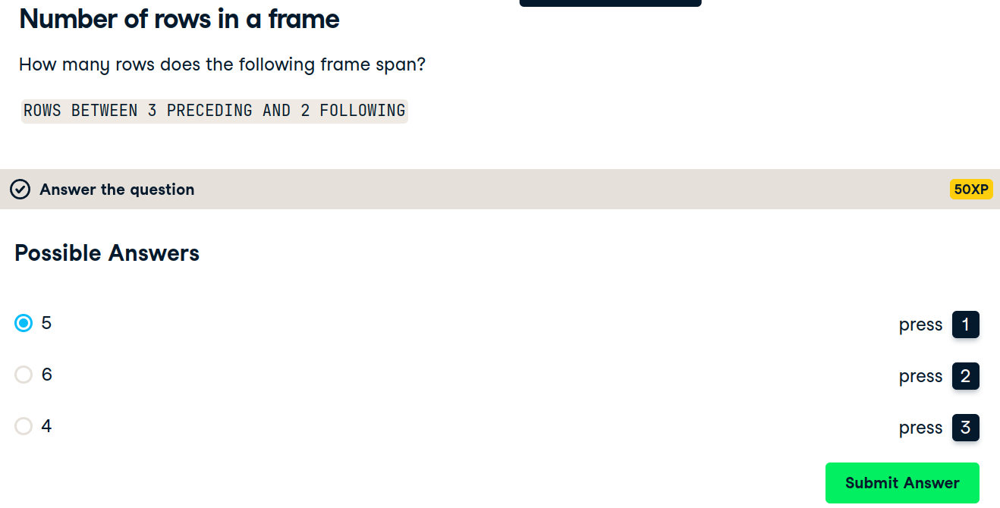 Number of rows in a frame
How many rows does the following frame span?
ROWS BETWEEN 3 PRECEDING AND 2 FOLLOWING
Answer the question 50XP
Possible Answers
5 press 1
6 press 2
4 press 3
Submit Answer